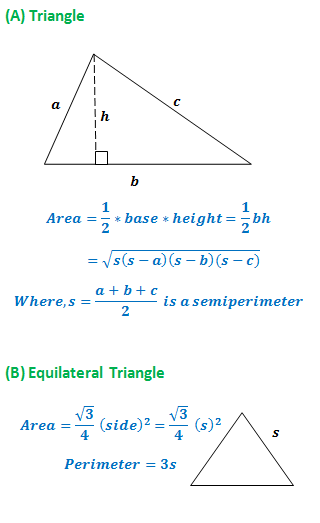 (A) Triangle
a
c
h
b
Area = 1/2 * base * height = 1/2 bh
= √s(s − a)(s − b)(s − c)
Where, s = a + b + c / 2 is a semiperimeter
(B) Equilateral Triangle
Area = √3/4 (side)² = √3/4 (s)²
s
Perimeter = 3s